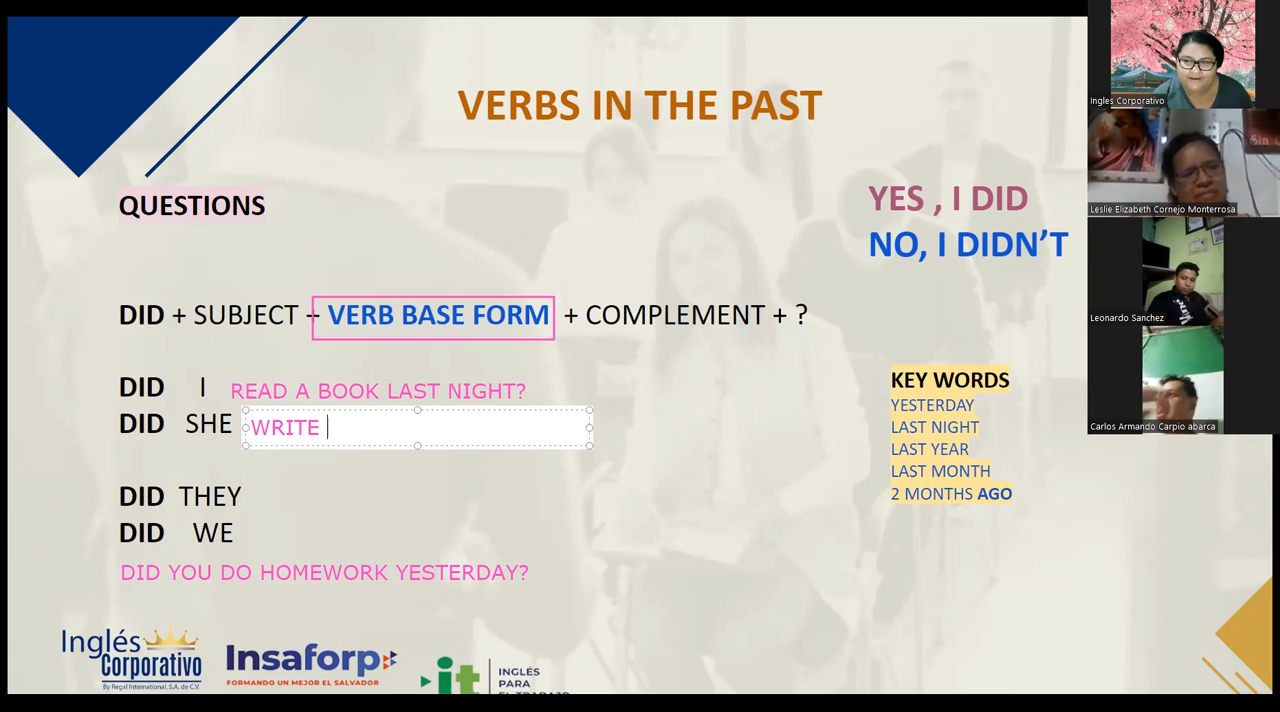 VERBS IN THE PAST
QUESTIONS
YES , I DID
NO, I DIDN'T
DID + SUBJECT + VERB BASE FORM + COMPLEMENT + ?
DID I READ A BOOK LAST NIGHT?
DID SHE WRITE
DID THEY
DID WE
DID YOU DO HOMEWORK YESTERDAY?
KEY WORDS
YESTERDAY
LAST NIGHT
LAST YEAR
LAST MONTH
2 MONTHS AGO
Inglés
Corporativo
By Regal International, S.A. de C.V.
Insaforp
FORMANDO UN MEJOR EL SALVADOR
it
INGLÉS
PARA
EL TRABAJO
Ingles Corporativo
Leslie Elizabeth Cornejo Monterrosa
Leonardo Sanchez
Carlos Armando Carpio abarca